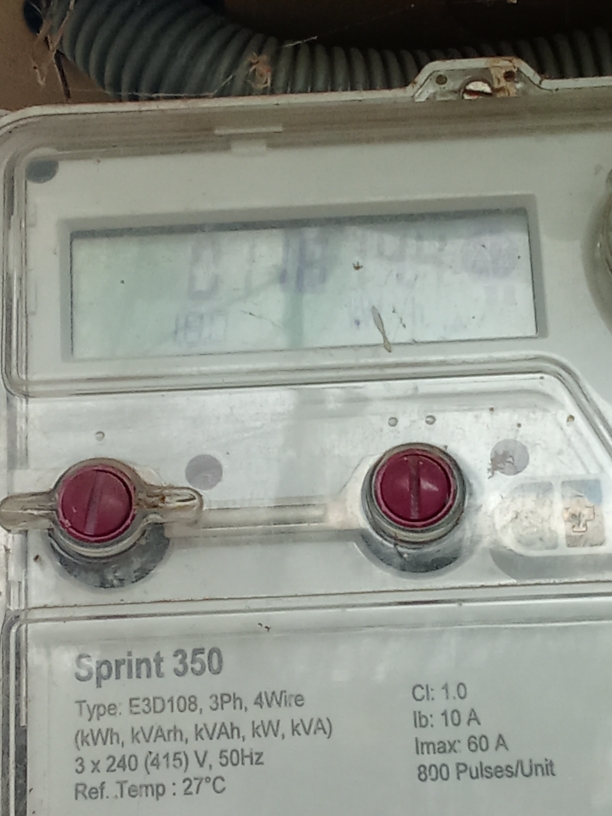 Sprint 350
Type: E3D108, 3Ph, 4Wire
(kWh, kVArh, kVAh, kW, kVA)
3 x 240 (415) V, 50Hz
Ref. Temp : 27°C
Cl: 1.0
Ib: 10 A
Imax: 60 A
800 Pulses/Unit